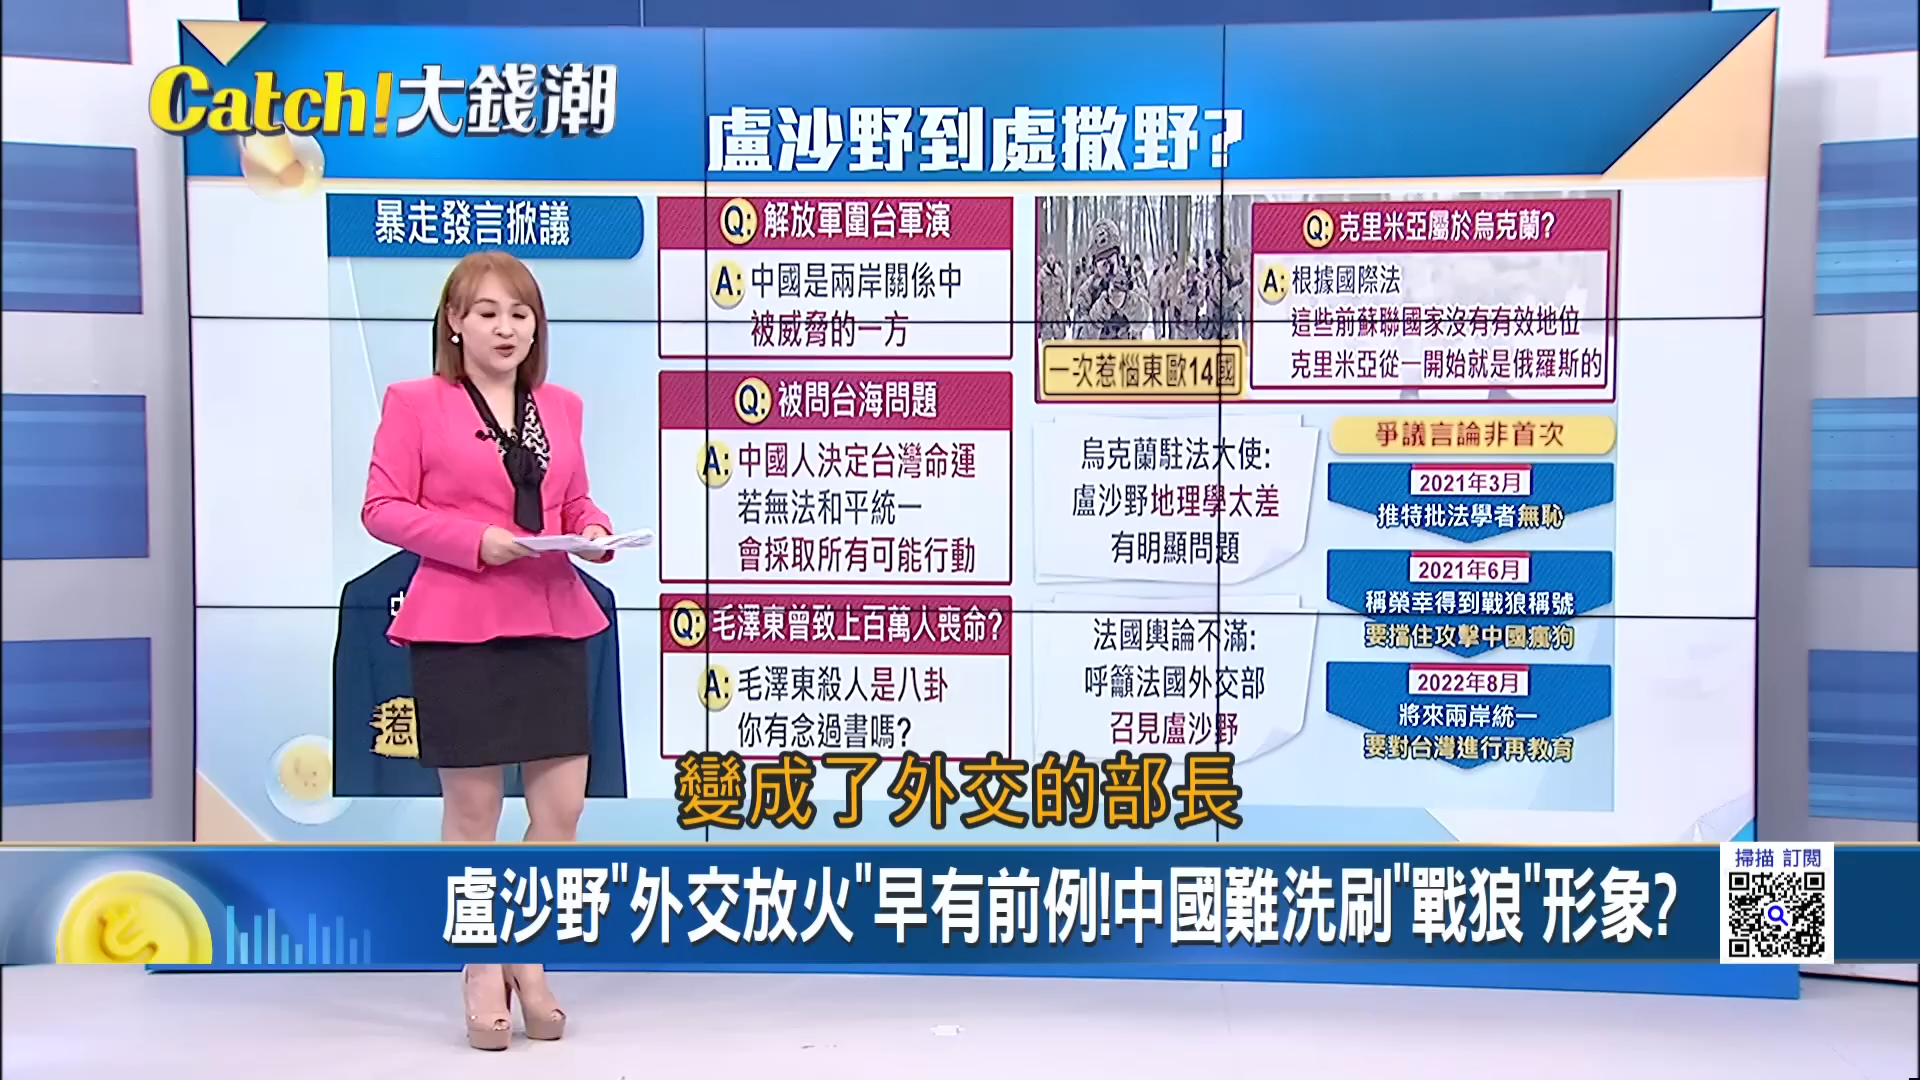 Catch!大錢潮
盧沙野到處撒野?
暴走發言掀議
惹
Q:解放軍圍台軍演
A:中國是兩岸關係中
被威脅的一方
Q:被問台海問題
A:中國人決定台灣命運
若無法和平統一
會採取所有可能行動
Q:毛澤東曾致上百萬人喪命?
A:毛澤東殺人是八卦
你有念過書嗎?
一次惹惱東歐14國
Q:克里米亞屬於烏克蘭?
A:根據國際法
這些前蘇聯國家沒有有效地位
克里米亞從一開始就是俄羅斯的
烏克蘭駐法大使:
盧沙野地理學太差
有明顯問題
法國輿論不滿:
呼籲法國外交部
召見盧沙野
爭議言論非首次
2021年3月
推特批法學者無恥
2021年6月
稱榮幸得到戰狼稱號
要擋住攻擊中國瘋狗
2022年8月
將來兩岸統一
要對台灣進行再教育
變成了外交的部長
盧沙野"外交放火"早有前例!中國難洗刷"戰狼"形象?
掃描 訂閱